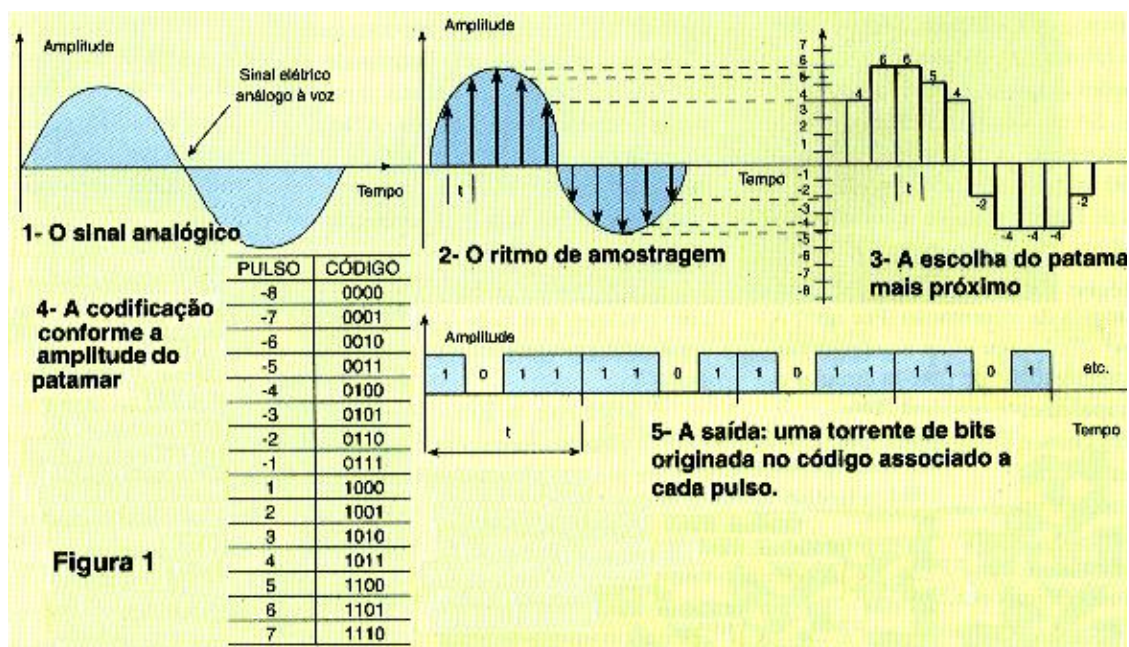 Amplitude
Sinal elétrico
análogo à voz
Tempo
1- O sinal analógico
Amplitude
Tempo
t
2- O ritmo de amostragem
7
6
5
4
3
2
1
-1
-2
-3
-4
-5
-6
-7
-8
4 6 6 5 4
t
-2 -4 -4 -4 -2
3- A escolha do patama
mais próximo
4- A codificação
conforme a
amplitude do
patamar
PULSO CÓDIGO
-8 0000
-7 0001
-6 0010
-5 0011
-4 0100
-3 0101
-2 0110
-1 0111
1 1000
2 1001
3 1010
4 1011
5 1100
6 1101
7 1110
Amplitude
1 0 1 1 1 1 0 1 1 0 1 1 1 1 0 1 etc.
t
Tempo
5- A saída: uma torrente de bits
originada no código associado a
cada pulso.
Figura 1